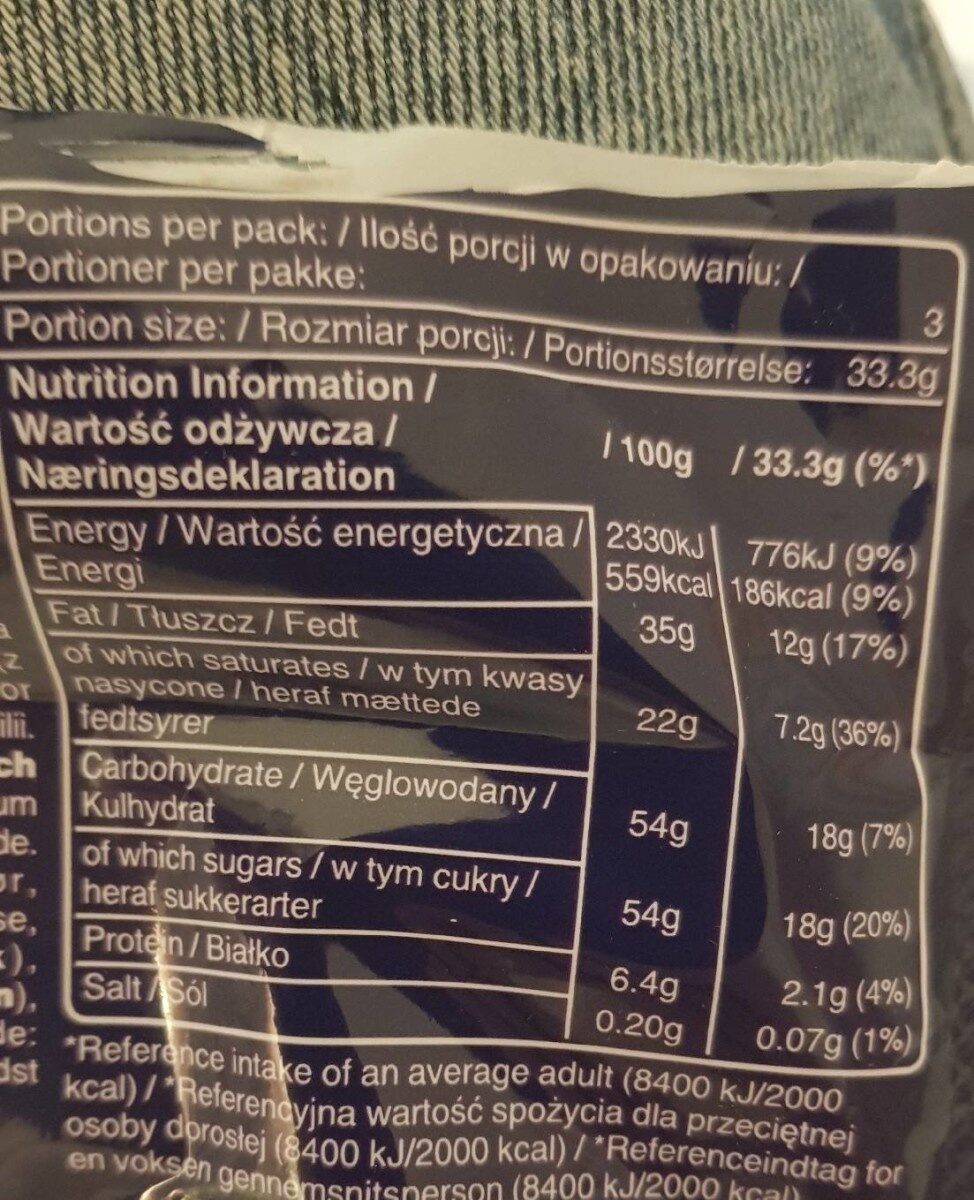 Portions per pack: / Ilość porcji w opakowaniu: /
Portioner per pakke: 3
Portion size: / Rozmiar porcji: / Portionsstørrelse: 33.3g
Nutrition Information /
Wartość odżywcza / / 100g / 33.3g (%*)
Næringsdeklaration
Energy / Wartość energetyczna / 2330kJ 776kJ (9%)
Energi 559kcal 186kcal (9%)
Fat / Tłuszcz / Fedt 35g 12g (17%)
of which saturates / w tym kwasy
nasycone / heraf mættede
fedtsyrer 22g 7.2g (36%)
Carbohydrate / Węglowodany /
Kulhydrat 54g 18g (7%)
of which sugars / w tym cukry /
heraf sukkerarter 54g 18g (20%)
Protein / Białko 6.4g 2.1g (4%)
Salt / Sól 0.20g 0.07g (1%)
*Reference intake of an average adult (8400 kJ/2000
kcal) / *Referencyjna wartość spożycia dla przeciętnej
osoby dorosłej (8400 kJ/2000 kcal) / *Referenceindtag for
en voksen gennemsnitsperson (8400 kJ/2000 kcal)